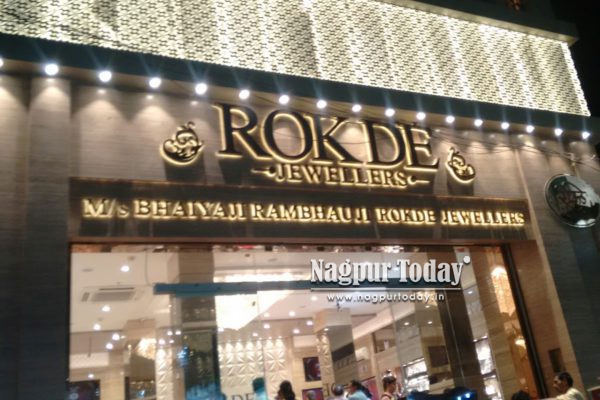 ROKDE
JEWELLERS
M/s BHAIYAJI RAMBHAUJI ROKDE JEWELLERS
Nagpur Today
www.nagpurtoday.in